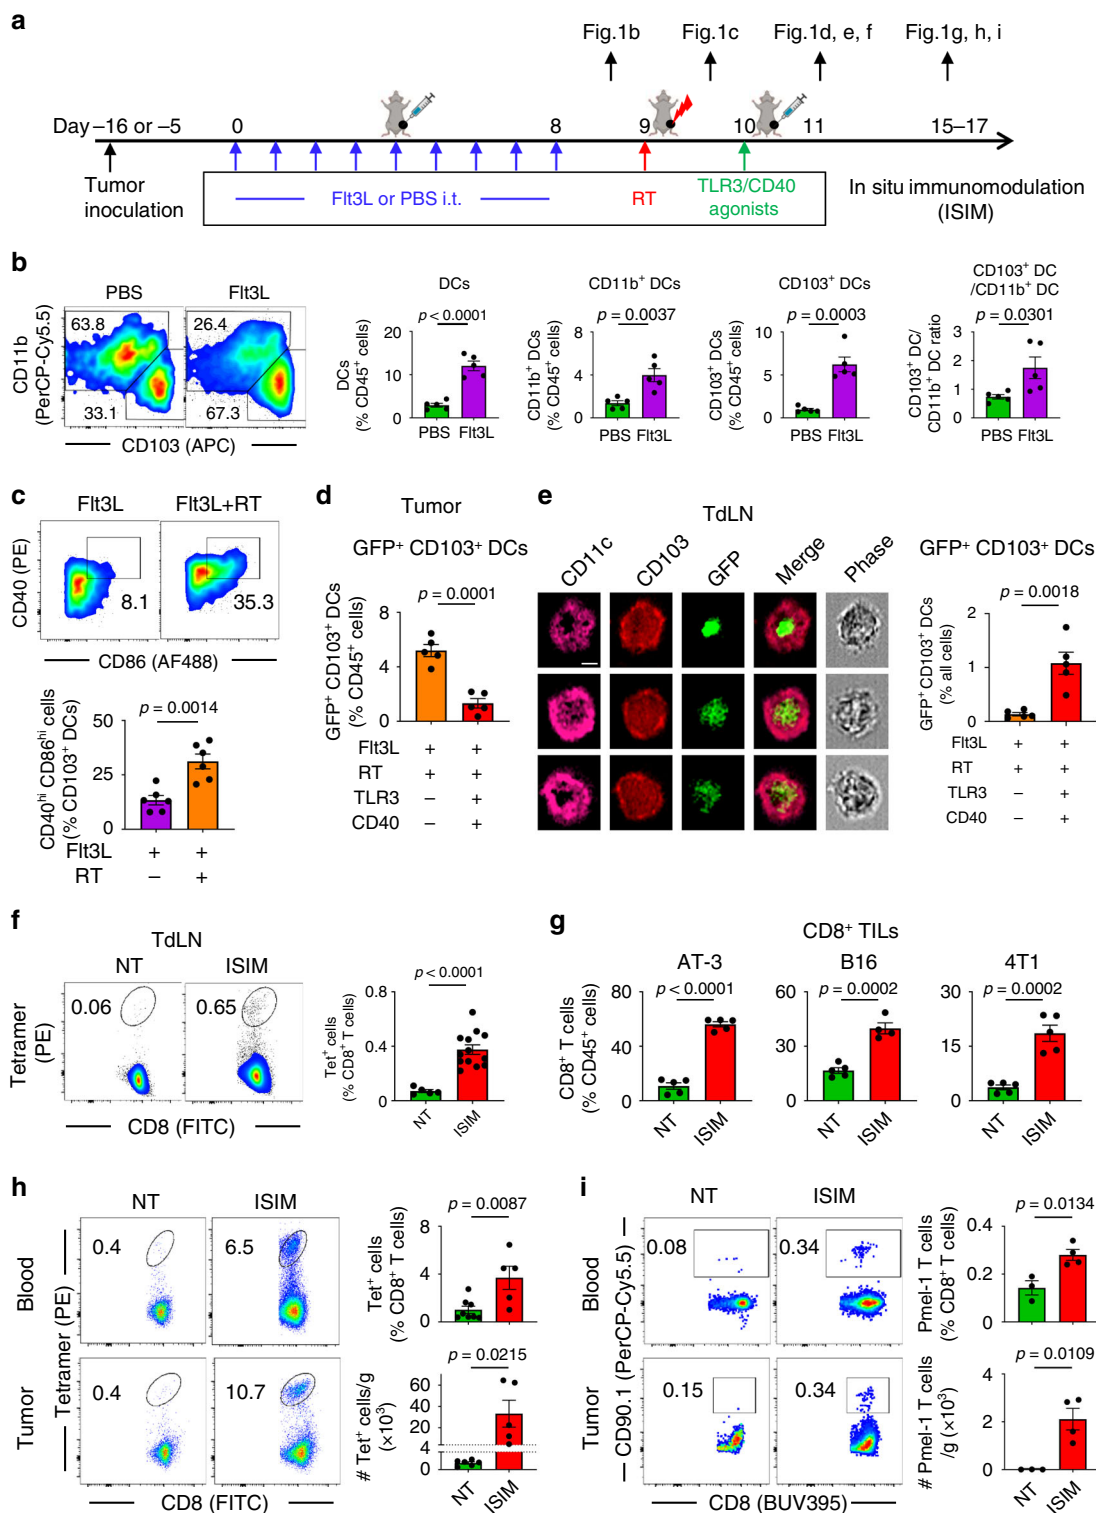 a
Fig.1b Fig.1c Fig.1d, e, f Fig.1g, h, i
Day –16 or –5 0 8 9 10 11 15–17
Tumor inoculation
Flt3L or PBS i.t.
RT
TLR3/CD40 agonists
In situ immunomodulation (ISIM)
b
PBS Flt3L
63.8 26.4
33.1 67.3
CD11b (PerCP-Cy5.5)
CD103 (APC)
DCs
p < 0.0001
DCs (% CD45+ cells)
20
10
0
PBS Flt3L
CD11b+ DCs
p = 0.0037
CD11b+ DCs (% CD45+ cells)
8
4
0
PBS Flt3L
CD103+ DCs
p = 0.0003
CD103+ DCs (% CD45+ cells)
10
5
0
PBS Flt3L
CD103+ DC /CD11b+ DC
p = 0.0301
CD103+ DC/ CD11b+ DC ratio
3
2
1
0
PBS Flt3L
c
Flt3L Flt3L+RT
CD40 (PE)
8.1 35.3
CD86 (AF488)
p = 0.0014
CD40hi CD86hi cells (% CD103+ DCs)
50
25
0
Flt3L + +
RT – +
d
Tumor
GFP+ CD103+ DCs
p = 0.0001
GFP+ CD103+ DCs (% CD45+ cells)
8
4
0
Flt3L + +
RT + +
TLR3 – +
CD40 – +
e
TdLN
CD11c CD103 GFP Merge Phase
GFP+ CD103+ DCs
p = 0.0018
GFP+ CD103+ DCs (% all cells)
2
1
0
Flt3L + +
RT + +
TLR3 – +
CD40 – +
f
TdLN
NT ISIM
0.06 0.65
Tetramer (PE)
CD8 (FITC)
p < 0.0001
Tet+ cells (% CD8+ T cells)
0.8
0.4
0
NT ISIM
g
CD8+ TILs
AT-3 B16 4T1
CD8+ T cells (% CD45+ cells)
p < 0.0001
60
30
0
NT ISIM
p = 0.0002
60
30
0
NT ISIM
p = 0.0002
30
15
0
NT ISIM
h
NT ISIM
Blood
0.4 6.5
Tumor
0.4 10.7
Tetramer (PE)
CD8 (FITC)
p = 0.0087
Tet+ cells (% CD8+ T cells)
8
4
0
p = 0.0215
# Tet+ cells/g (×10³)
60
40
20
4
0
NT ISIM
i
NT ISIM
Blood
0.08 0.34
Tumor
0.15 0.34
CD90.1 (PerCP-Cy5.5)
CD8 (BUV395)
p = 0.0134
Pmel-1 T cells (% CD8+ T cells)
0.4
0.2
0
p = 0.0109
# Pmel-1 T cells /g (×10³)
4
2
0
NT ISIM